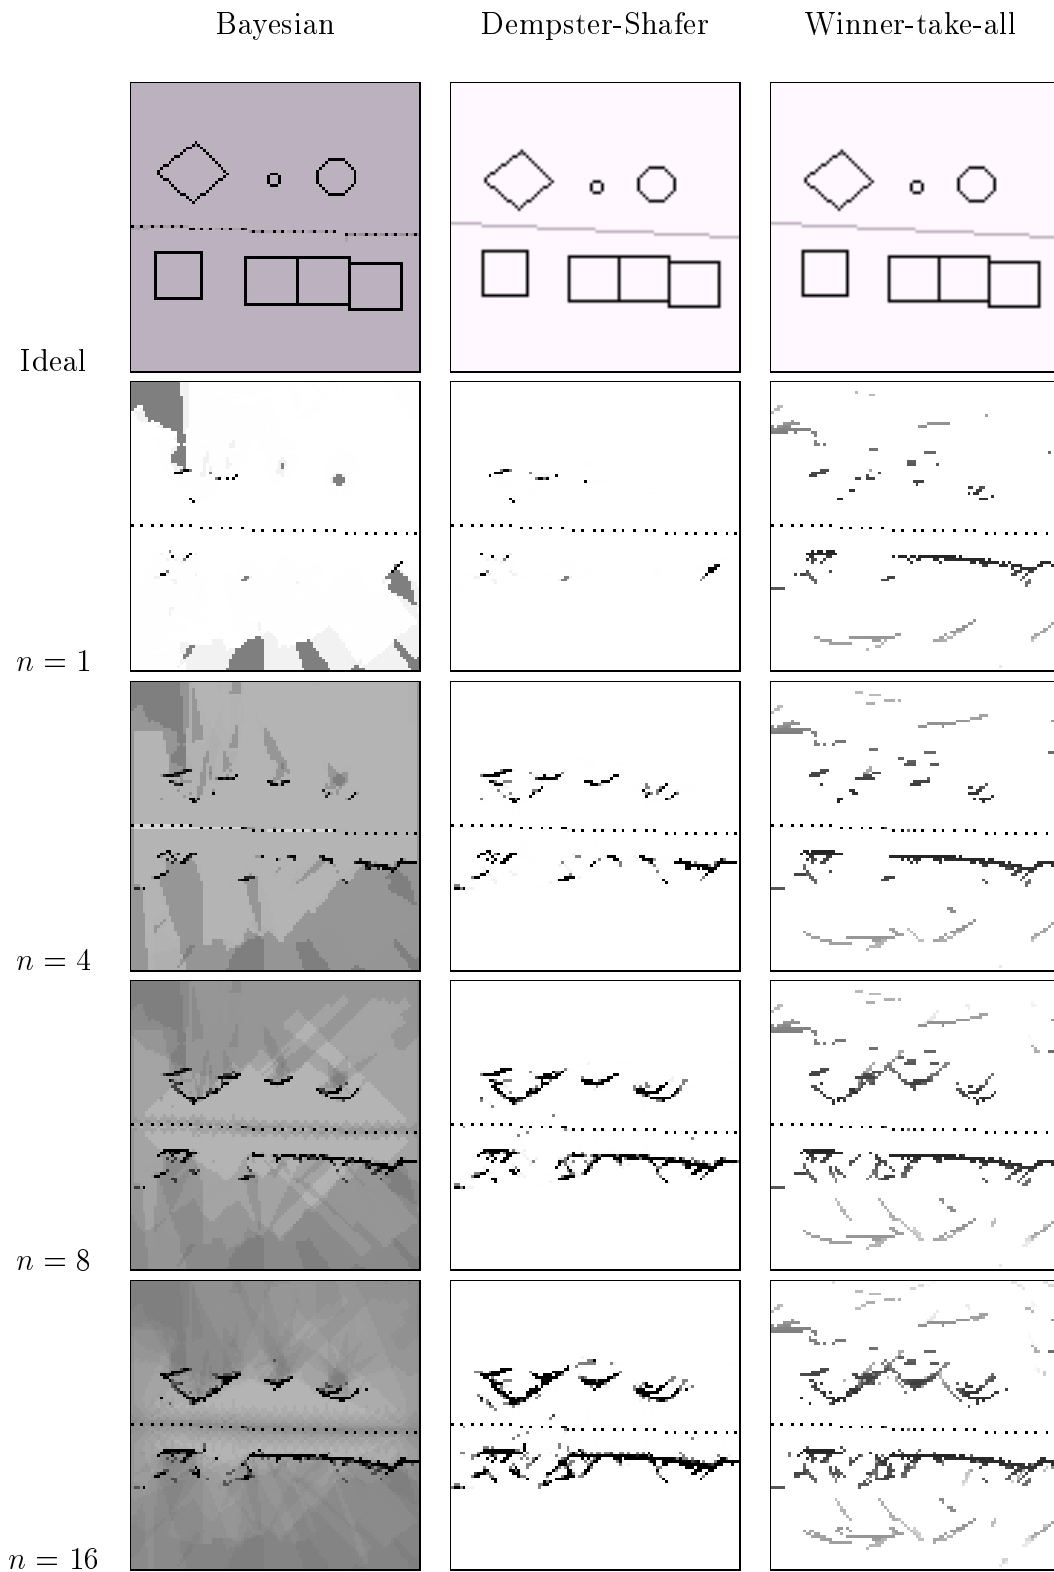 Bayesian Dempster-Shafer Winner-take-all
Ideal
n = 1
n = 4
n = 8
n = 16